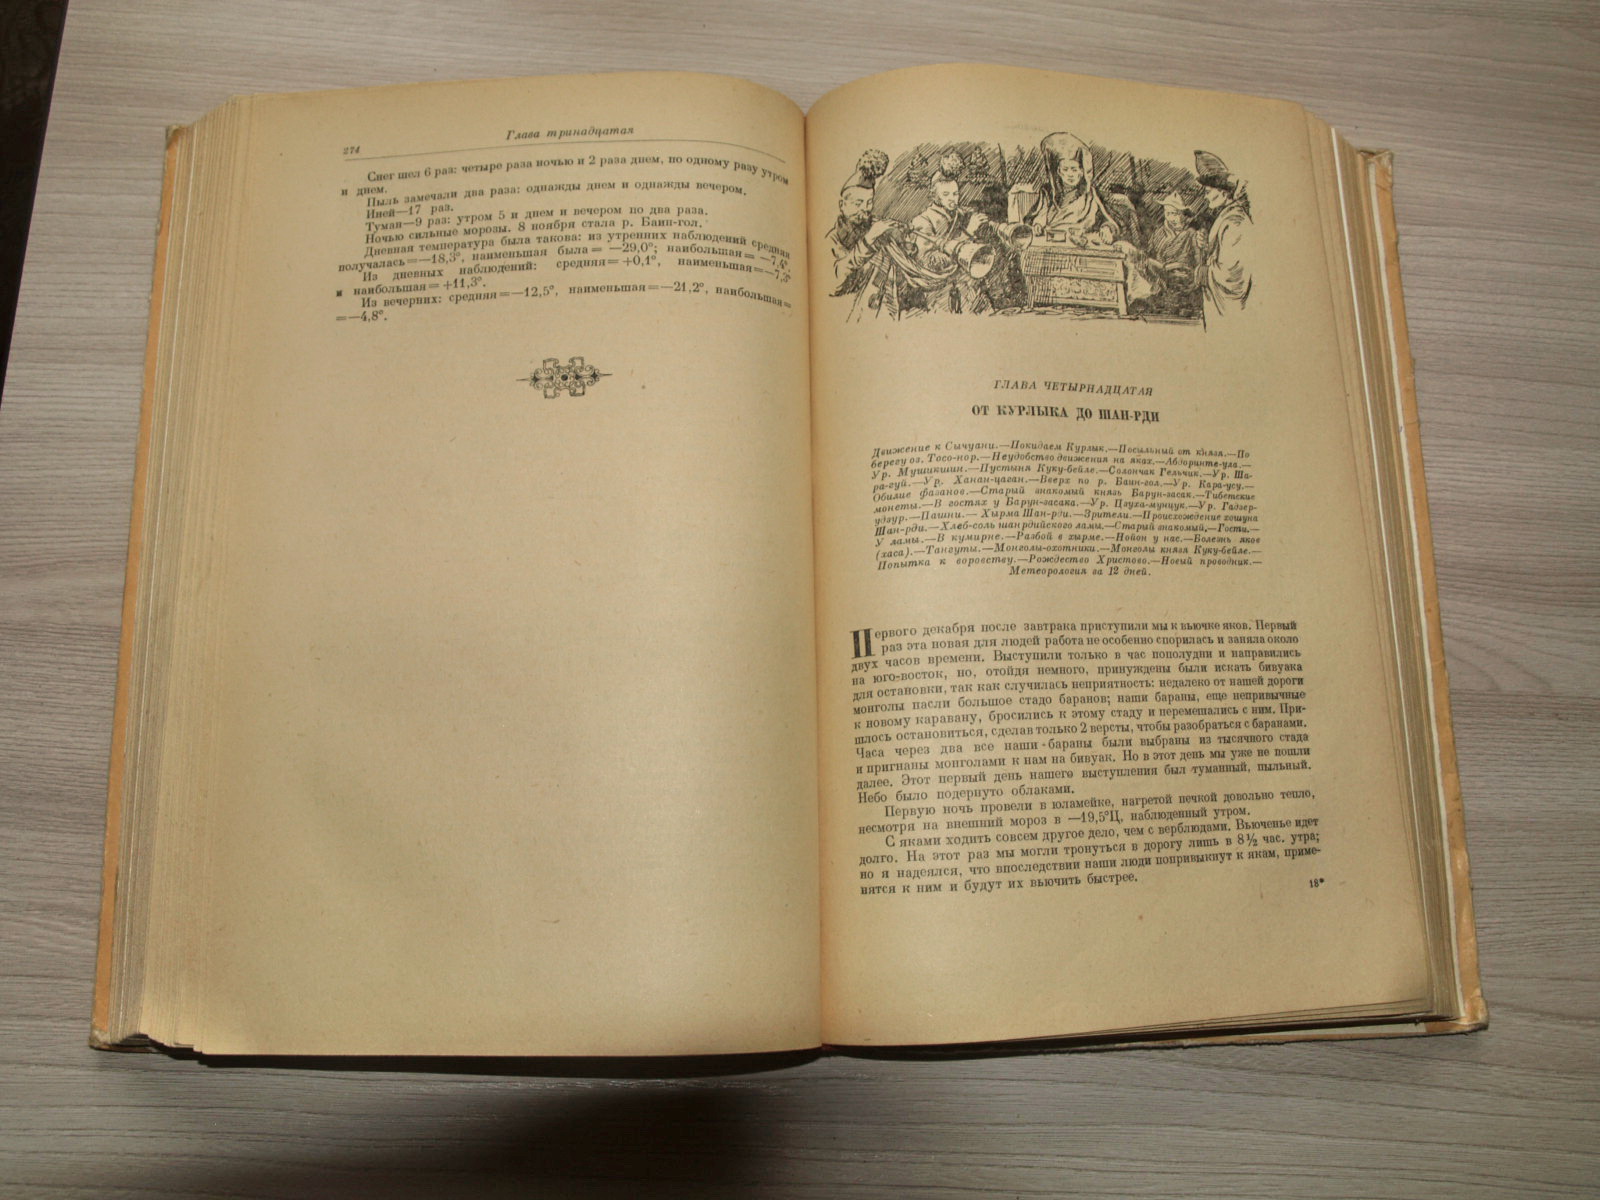 274
Глава тринадцатая
Снег шел 6 раз: четыре раза ночью и 2 раза днем, по одному разу утром
и днем.
Пыль замечали два раза: однажды днем и однажды вечером.
Иней—17 раз.
Туман—9 раз: утром 5 и днем и вечером по два раза.
Ночью сильные морозы. 8 ноября стала р. Баин-гол.
Дневная температура была такова: из утренних наблюдений средняя
получалась=—18,3°, наименьшая была= —29,0°; наибольшая= —7,4°.
Из дневных наблюдений: средняя=+0,1°, наименьшая=—7,2°
и наибольшая=+11,3°.
Из вечерних: средняя=—12,5°, наименьшая=—21,2°, наибольшая=
=—4,8°.
ГЛАВА ЧЕТЫРНАДЦАТАЯ
ОТ КУРЛЫКА ДО ШАН-РДИ
Движение к Сычуани.—Покидаем Курлык.—Посыльный от князя.—По
берегу оз. Тосо-нор.—Неудобство движения на яках.—Абдоринте-ула.—
Ур. Мушикшин.—Пустыня Куку-бейле.—Солончак Гельчик.—Ур. Ша-
ра-гуй.—Ур. Ханан-цаган.—Вверх по р. Баин-гол.—Ур. Кара-усу.—
Обилие фазанов.—Старый знакомый князь Барун-засак.—Тибетские
монеты.—В гостях у Барун-засака.—Ур. Цзуха-мунцук.—Ур. Гадзер-
удзур.—Пашни.— Хырма Шан-рди.—Зрители.—Происхождение хошуна
Шан-рди.—Хлеб-соль шанрдийского ламы.—Старый знакомый.—Гости.—
У ламы.—В кумирне.—Разбой в хырме.—Нойон у нас.—Болезнь яков
(хаса).—Тангуты.—Монголы-охотники.—Монголы князя Куку-бейле.—
Попытка к воровству.—Рождество Христово.—Новый проводник.—
Метеорология за 12 дней.
Первого декабря после завтрака приступили мы к вьючке яков. Первый
раз эта новая для людей работа не особенно спорилась и заняла около
двух часов времени. Выступили только в час пополудни и направились
на юго-восток, но, отойдя немного, принуждены были искать бивуака
для остановки, так как случилась неприятность: недалеко от нашей дороги
монголы пасли большое стадо баранов; наши бараны, еще непривычные
к новому каравану, бросились к этому стаду и перемешались с ним. При-
шлось остановиться, сделав только 2 версты, чтобы разобраться с баранами.
Часа через два все наши бараны были выбраны из тысячного стада
и пригнаны монголами к нам на бивуак. Но в этот день мы уже не пошли
далее. Этот первый день нашего выступления был туманный, пыльный.
Небо было подернуто облаками.
Первую ночь провели в юламейке, нагретой печкой довольно тепло,
несмотря на внешний мороз в —19,5°Ц, наблюденный утром.
С яками ходить совсем другое дело, чем с верблюдами. Вьюченье идет
долго. На этот раз мы могли тронуться в дорогу лишь в 8½ час. утра;
но я надеялся, что впоследствии наши люди попривыкнут к якам, приме-
нятся к ним и будут их вьючить быстрее.
18*